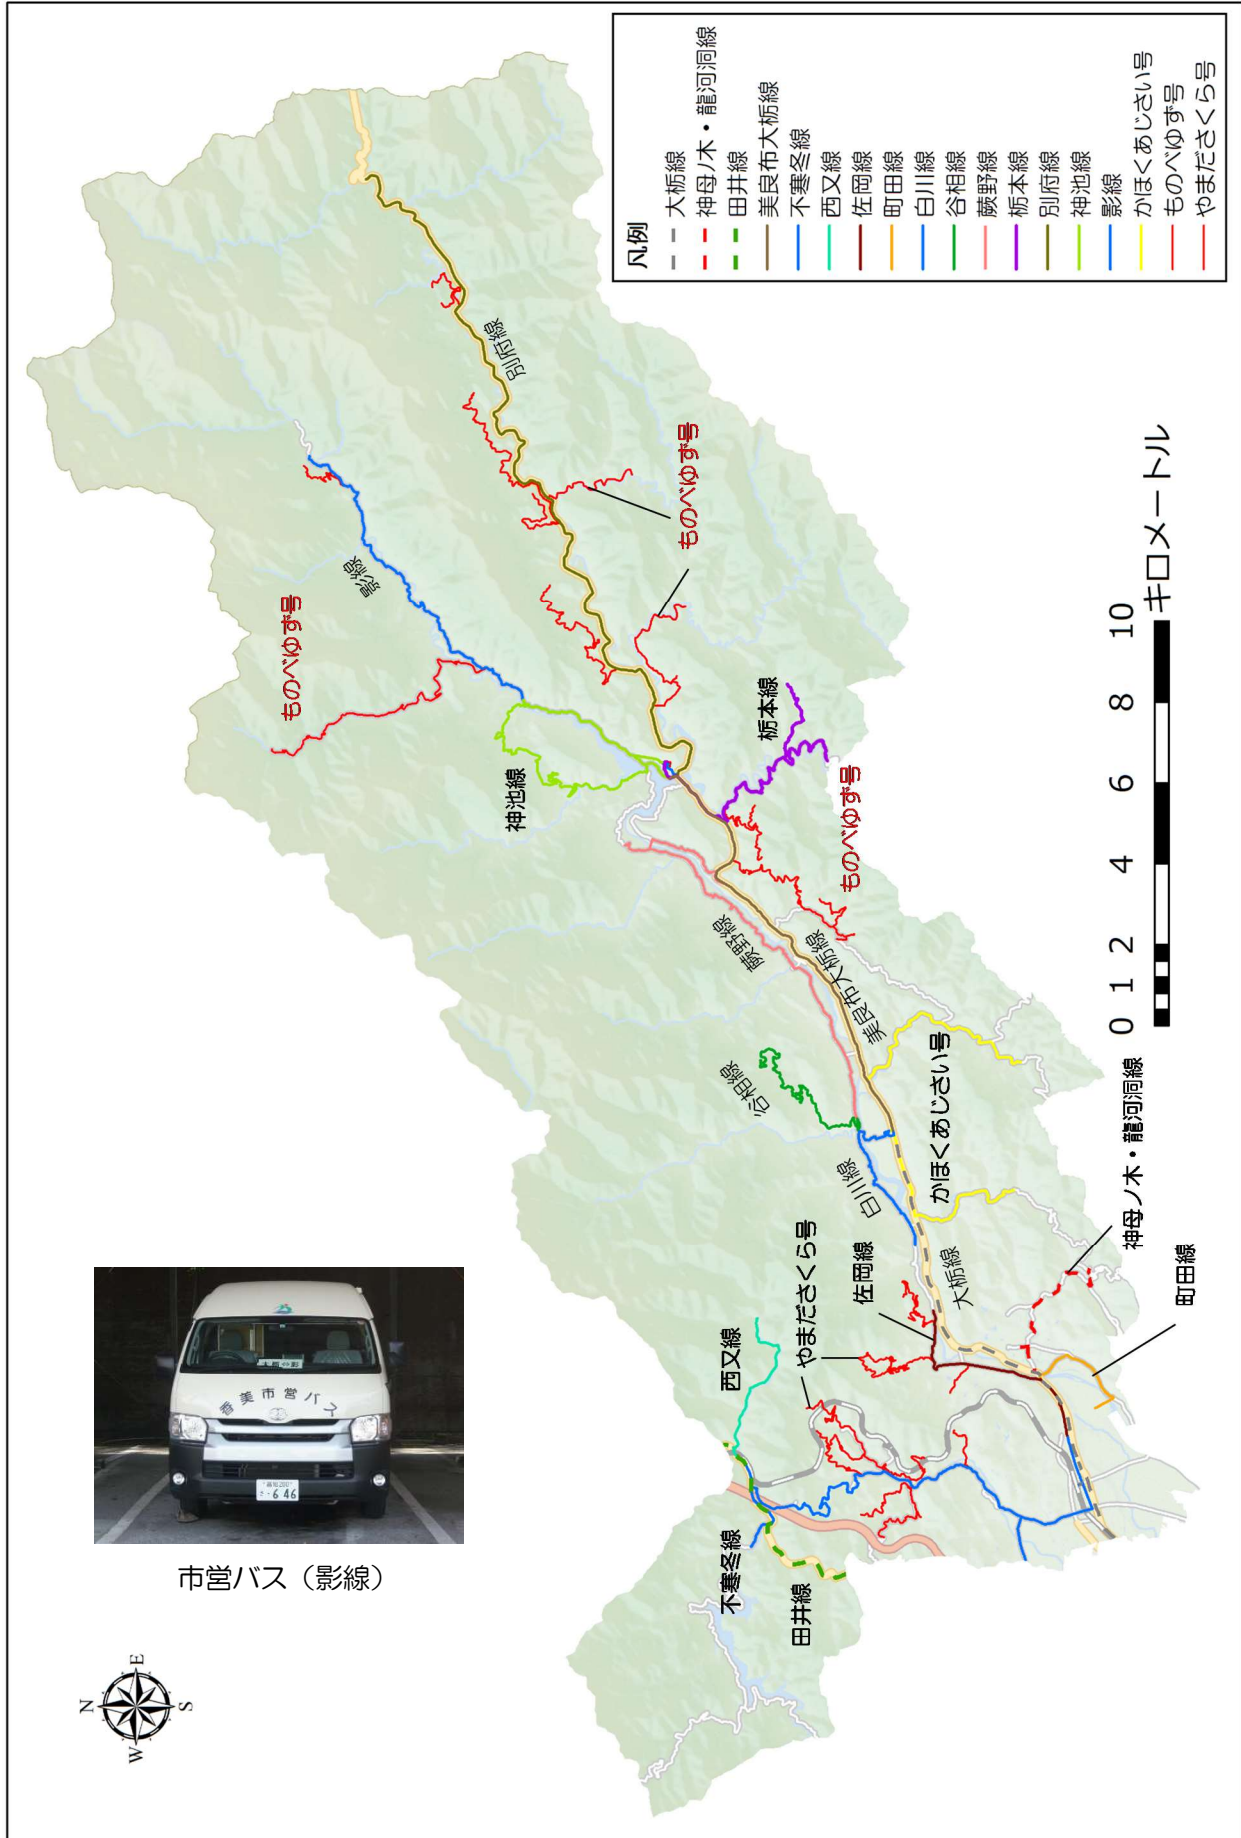 凡例
大栃線
神母ノ木・龍河洞線
田井線
美良布大栃線
不寒冬線
西又線
佐岡線
町田線
白川線
谷相線
蕨野線
栃本線
別府線
神池線
影線
かほくあじさい号
ものべゆず号
やまださくら号
別府線
影線
ものべゆず号
ものべゆず号
神池線
栃本線
ものべゆず号
蕨野線
美良布大栃線
谷相線
白川線
かほくあじさい号
神母ノ木・龍河洞線
大栃線
佐岡線
やまださくら号
町田線
西又線
不寒冬線
田井線
0 1 2 4 6 8 10
キロメートル
香美市営バス
6 46
市営バス（影線）
N
E
S
W